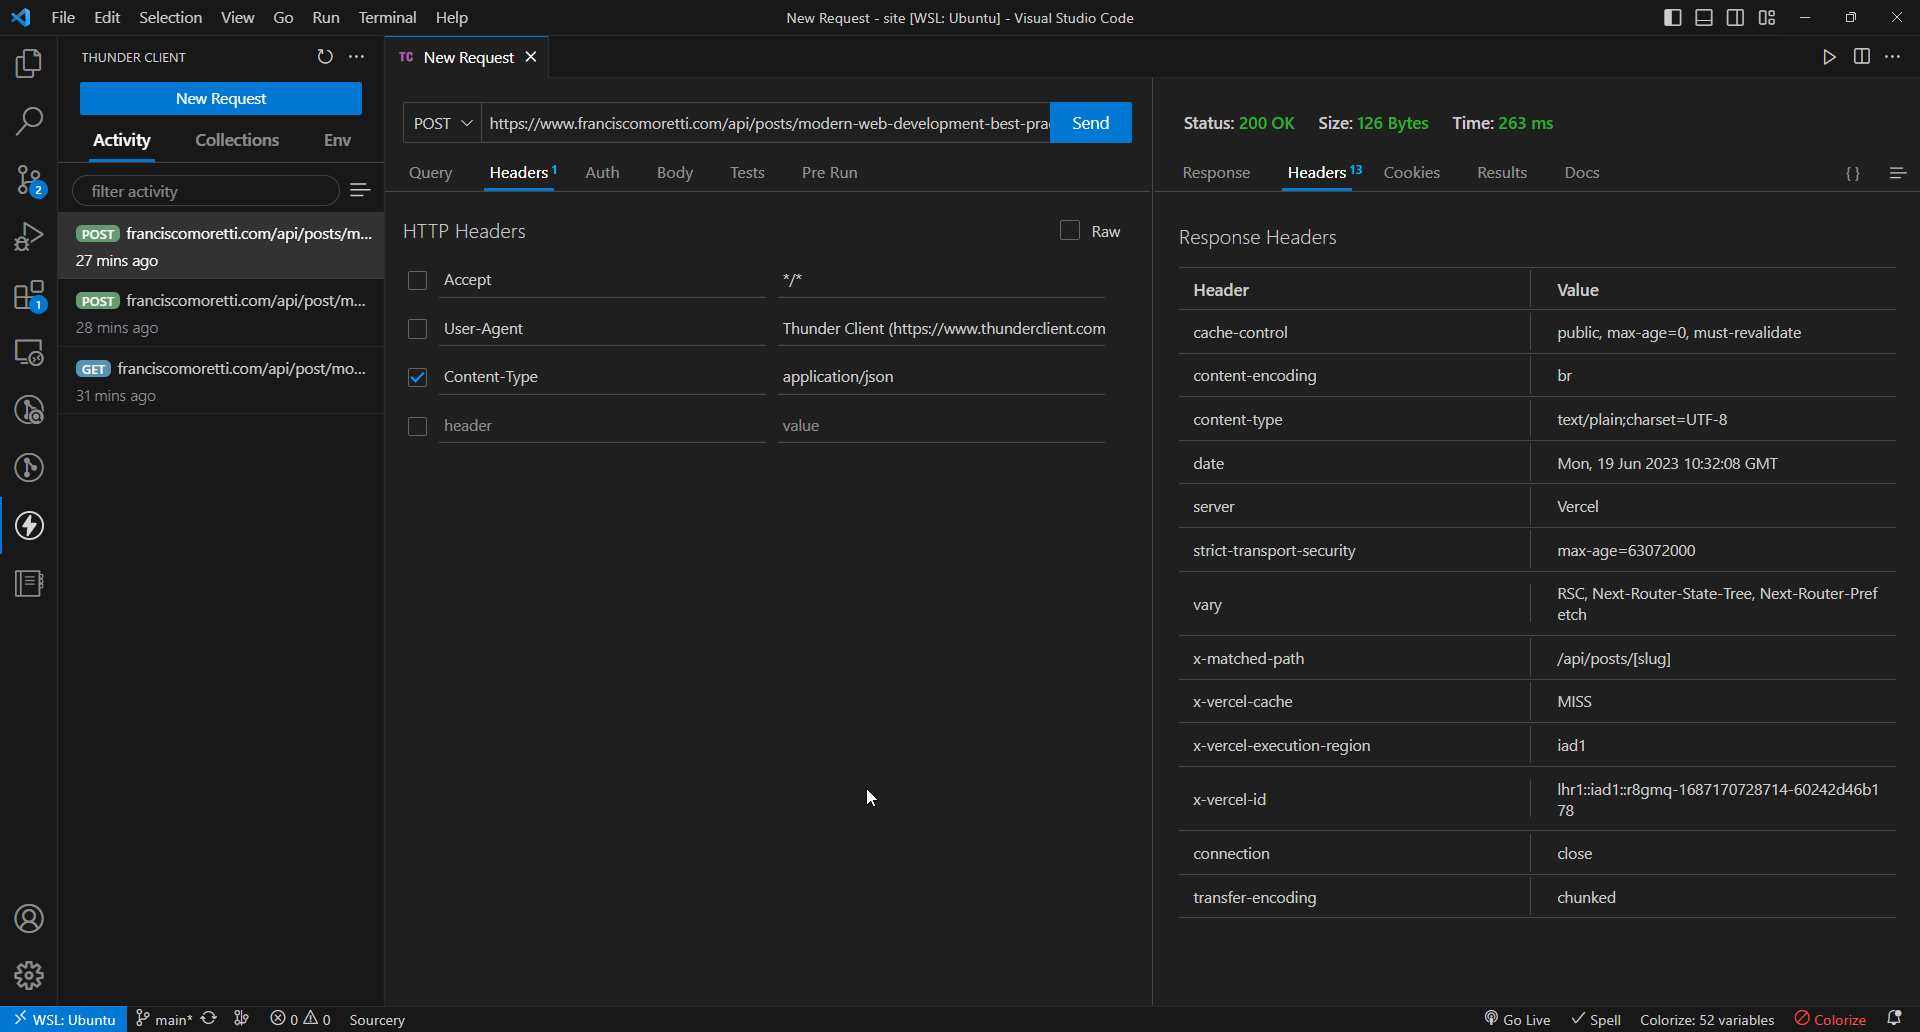 File Edit Selection View Go Run Terminal Help
New Request - site [WSL: Ubuntu] - Visual Studio Code
THUNDER CLIENT
New Request
Activity Collections Env
filter activity
POST franciscomoretti.com/api/posts/m...
27 mins ago
POST franciscomoretti.com/api/post/m...
28 mins ago
GET franciscomoretti.com/api/post/mo...
31 mins ago
2
1
TC New Request
POST https://www.franciscomoretti.com/api/posts/modern-web-development-best-pra Send
Query Headers 1 Auth Body Tests Pre Run
HTTP Headers Raw
Accept */*
User-Agent Thunder Client (https://www.thunderclient.com
Content-Type application/json
header value
Status: 200 OK Size: 126 Bytes Time: 263 ms
Response Headers 13 Cookies Results Docs { }
Response Headers
Header Value
cache-control public, max-age=0, must-revalidate
content-encoding br
content-type text/plain;charset=UTF-8
date Mon, 19 Jun 2023 10:32:08 GMT
server Vercel
strict-transport-security max-age=63072000
vary RSC, Next-Router-State-Tree, Next-Router-Pref
etch
x-matched-path /api/posts/[slug]
x-vercel-cache MISS
x-vercel-execution-region iad1
x-vercel-id lhr1::iad1::r8gmq-1687170728714-60242d46b1
78
connection close
transfer-encoding chunked
WSL: Ubuntu main* 0 0 Sourcery
Go Live Spell Colorize: 52 variables Colorize